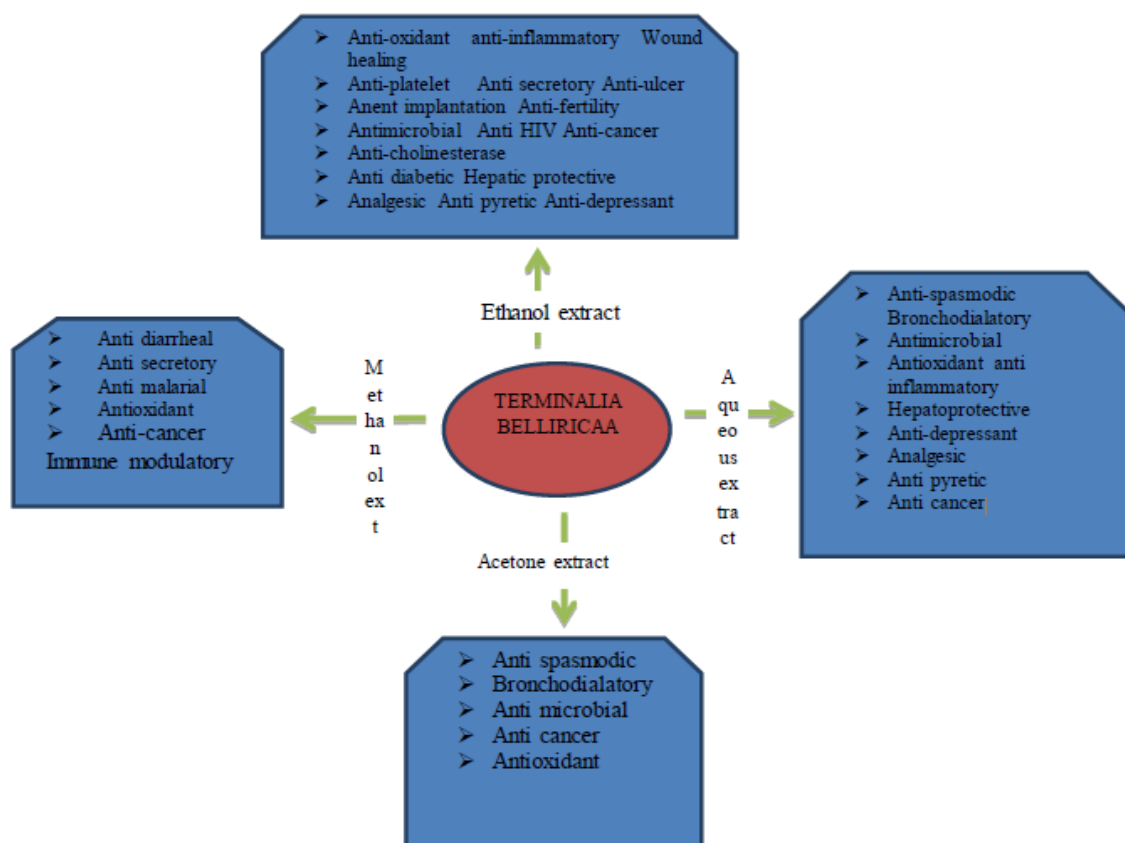 Anti-oxidant anti-inflammatory Wound
healing
Anti-platelet Anti secretory Anti-ulcer
Anent implantation Anti-fertility
Antimicrobial Anti HIV Anti-cancer
Anti-cholinesterase
Anti diabetic Hepatic protective
Analgesic Anti pyretic Anti-depressant
Ethanol extract
Anti diarrheal
Anti secretory
Anti malarial
Antioxidant
Anti-cancer
Immune modulatory
M
et
ha
n
ol
ex
t
TERMINALIA
BELLIRICAA
A
qu
eo
us
ex
tra
ct
Anti-spasmodic
Bronchodialatory
Antimicrobial
Antioxidant anti
inflammatory
Hepatoprotective
Anti-depressant
Analgesic
Anti pyretic
Anti cancer
Acetone extract
Anti spasmodic
Bronchodialatory
Anti microbial
Anti cancer
Antioxidant